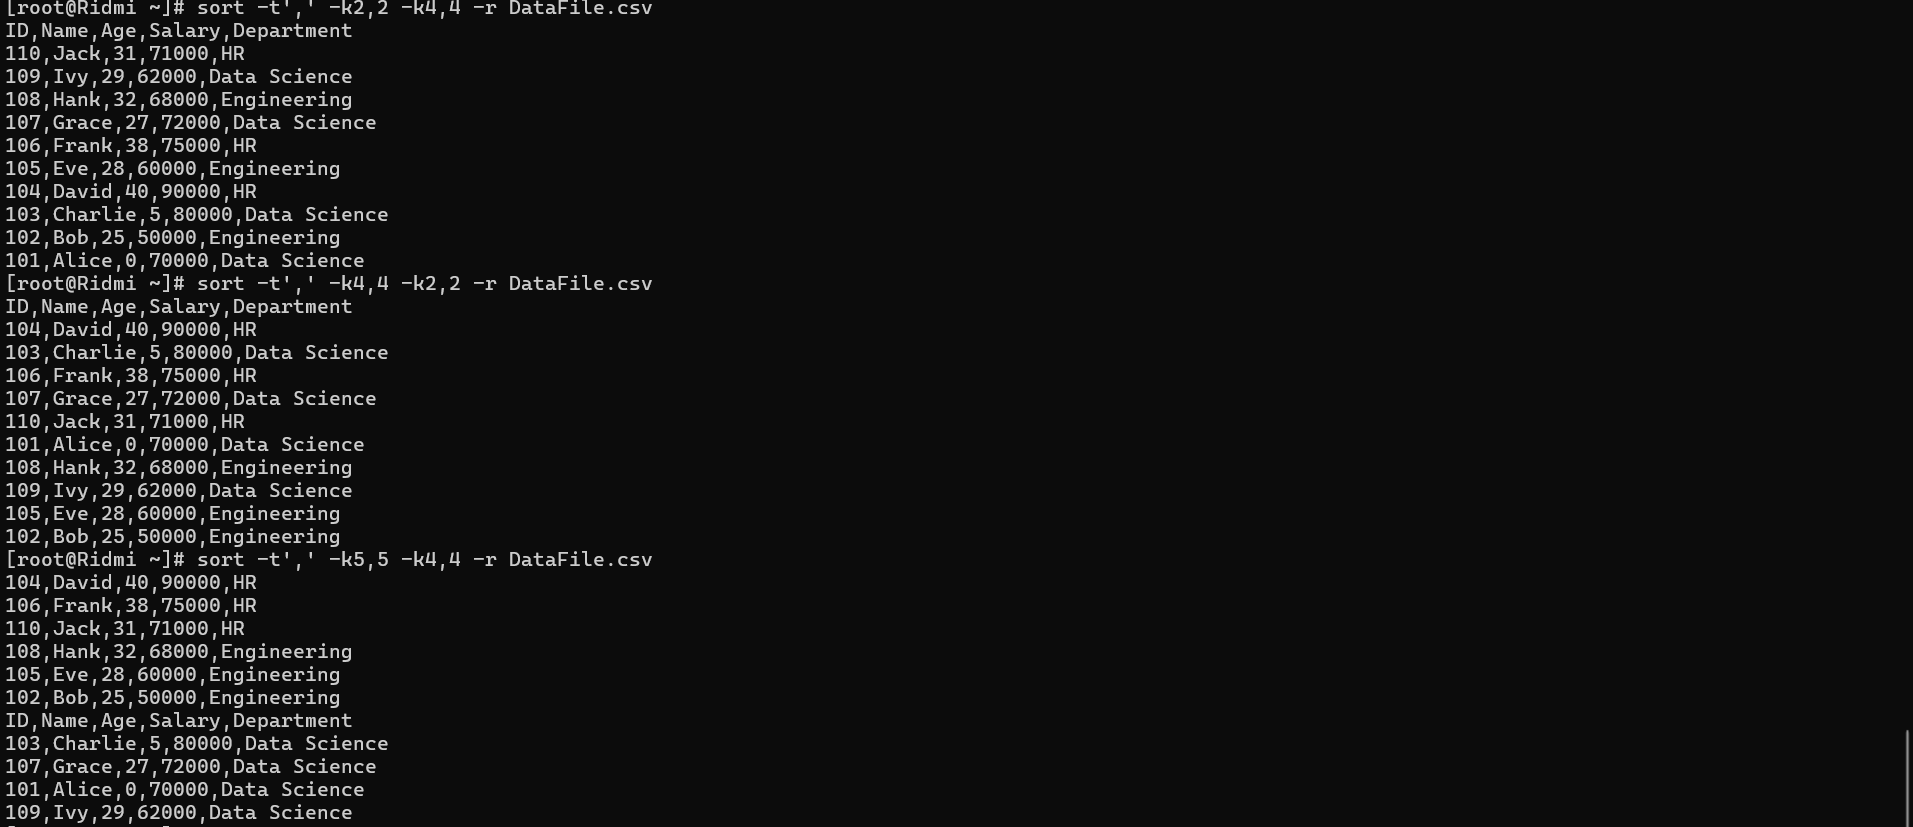 [root@Ridmi ~]# sort -t',' -k2,2 -k4,4 -r DataFile.csv
ID,Name,Age,Salary,Department
110,Jack,31,71000,HR
109,Ivy,29,62000,Data Science
108,Hank,32,68000,Engineering
107,Grace,27,72000,Data Science
106,Frank,38,75000,HR
105,Eve,28,60000,Engineering
104,David,40,90000,HR
103,Charlie,5,80000,Data Science
102,Bob,25,50000,Engineering
101,Alice,0,70000,Data Science
[root@Ridmi ~]# sort -t',' -k4,4 -k2,2 -r DataFile.csv
ID,Name,Age,Salary,Department
104,David,40,90000,HR
103,Charlie,5,80000,Data Science
106,Frank,38,75000,HR
107,Grace,27,72000,Data Science
110,Jack,31,71000,HR
101,Alice,0,70000,Data Science
108,Hank,32,68000,Engineering
109,Ivy,29,62000,Data Science
105,Eve,28,60000,Engineering
102,Bob,25,50000,Engineering
[root@Ridmi ~]# sort -t',' -k5,5 -k4,4 -r DataFile.csv
104,David,40,90000,HR
106,Frank,38,75000,HR
110,Jack,31,71000,HR
108,Hank,32,68000,Engineering
105,Eve,28,60000,Engineering
102,Bob,25,50000,Engineering
ID,Name,Age,Salary,Department
103,Charlie,5,80000,Data Science
107,Grace,27,72000,Data Science
101,Alice,0,70000,Data Science
109,Ivy,29,62000,Data Science